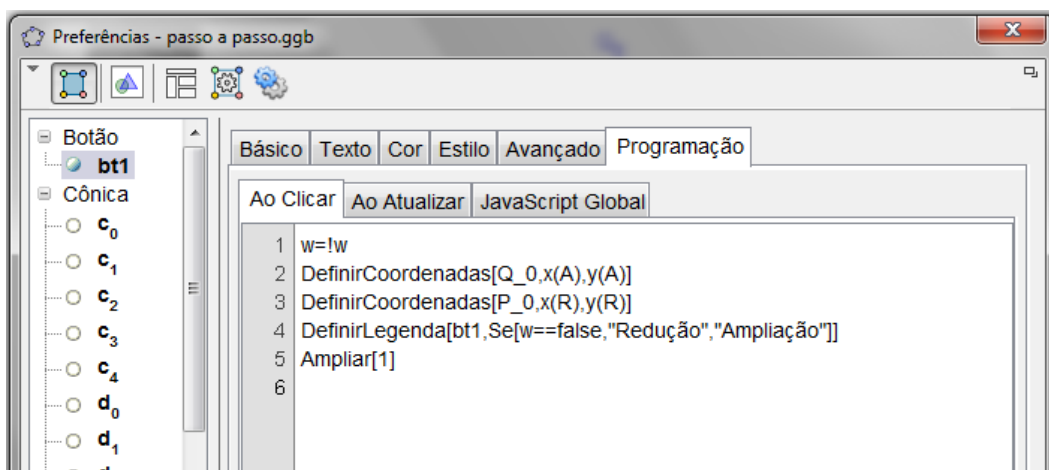 Preferências - passo a passo.ggb
Botão
bt1
Cônica
c0
c1
c2
c3
c4
d0
d1
Básico Texto Cor Estilo Avançado Programação
Ao Clicar Ao Atualizar JavaScript Global
1 w=!w
2 DefinirCoordenadas[Q_0,x(A),y(A)]
3 DefinirCoordenadas[P_0,x(R),y(R)]
4 DefinirLegenda[bt1,Se[w==false,"Redução","Ampliação"]]
5 Ampliar[1]
6